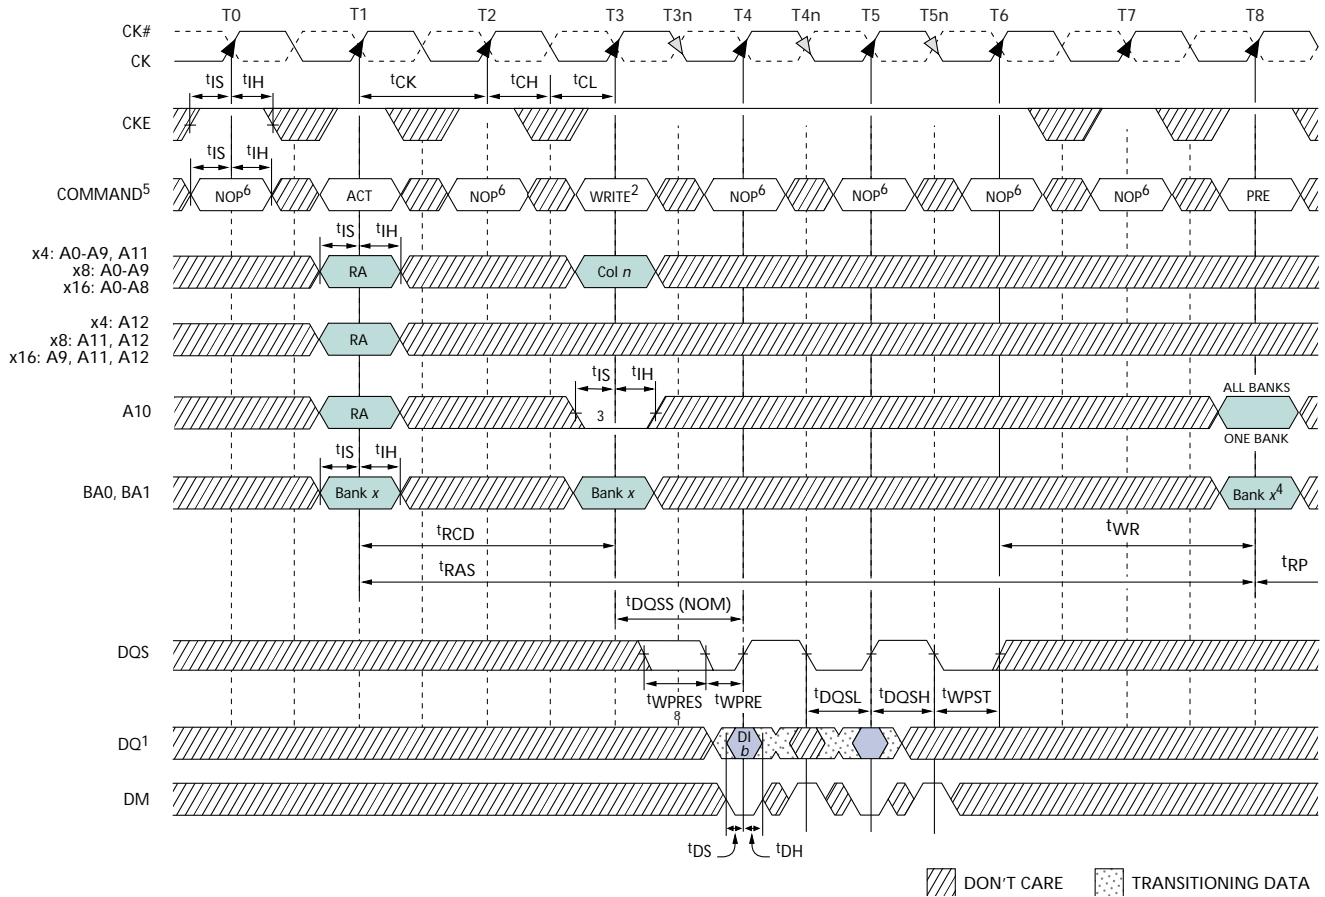 T0 T1 T2 T3 T3n T4 T4n T5 T5n T6 T7 T8
CK#
CK
tIS tIH tCK tCH tCL
CKE
tIS tIH
COMMAND5 NOP6 ACT NOP6 WRITE2 NOP6 NOP6 NOP6 NOP6 PRE
tIS tIH
x4: A0-A9, A11
x8: A0-A9
x16: A0-A8
RA Col n
x4: A12
x8: A11, A12
x16: A9, A11, A12
RA
tIS tIH
A10 RA 3
ALL BANKS
ONE BANK
tIS tIH
BA0, BA1 Bank x Bank x Bank x4
tRCD tWR
tRAS tRP
tDQSS (NOM)
DQS
tWPRES tWPRE tDQSL tDQSH tWPST
8
DQ1 DI
b
DM
tDS tDH
DON'T CARE TRANSITIONING DATA